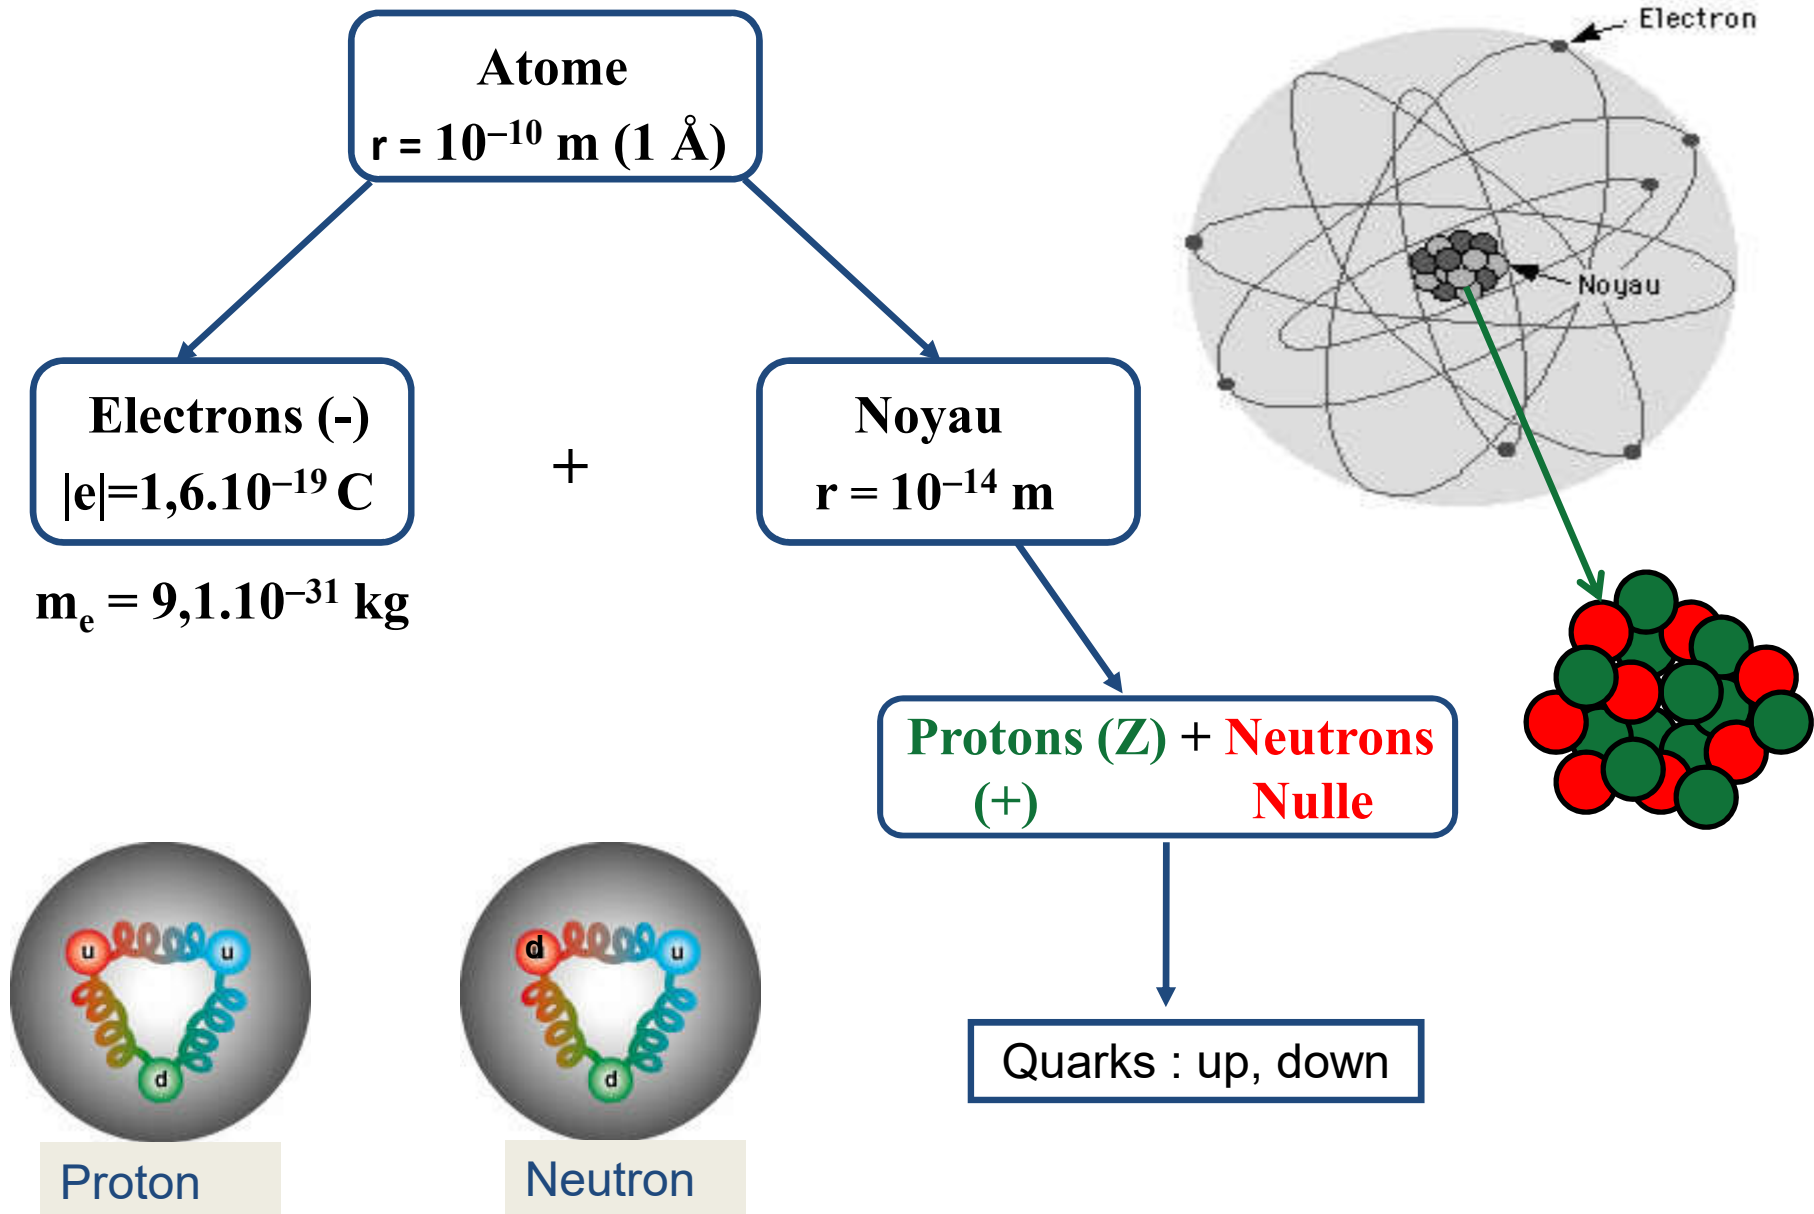 Atome
r = 10⁻¹⁰ m (1 Å)
Electron
Noyau
Electrons (-)
|e|=1,6.10⁻¹⁹ C
+
Noyau
r = 10⁻¹⁴ m
mₑ = 9,1.10⁻³¹ kg
Protons (Z) + Neutrons
(+) Nulle
Quarks : up, down
u u
d
Proton
d u
d
Neutron